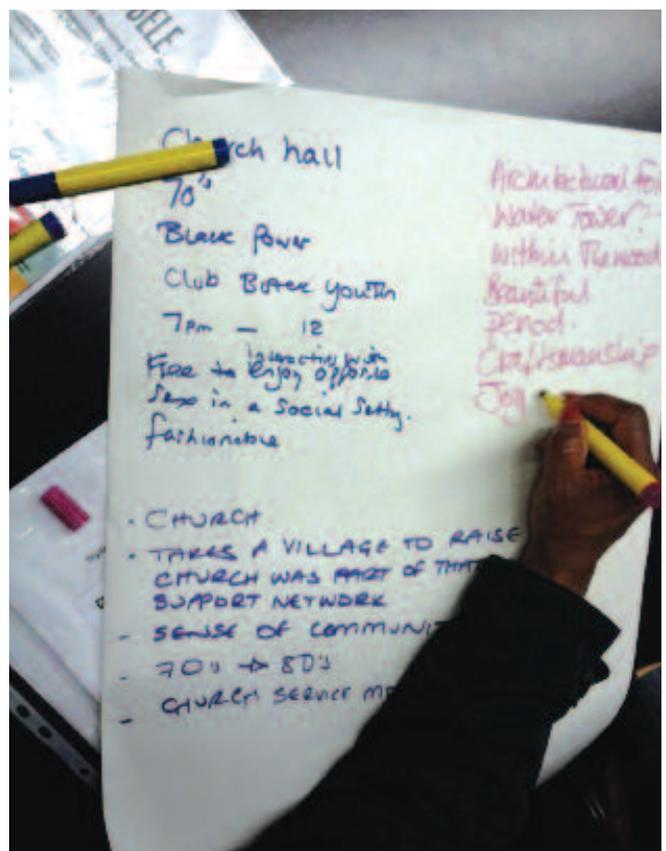 Church hall
70's
Black Power
Club Black youth
7pm - 12
Interacting with
Free to enjoy opposite
Sex in a Social Setty.
fashionable
· CHURCH
· TAKES A VILLAGE TO RAISE
CHURCH WAS PART OF THAT
SUPPORT NETWORK
- SENSE OF COMMUNIT
- 70's → 80's
- CHURCH SERVICE
Architectural
Water Tower?
within The wood
Beautiful
period.
Craftsmanship
Joy